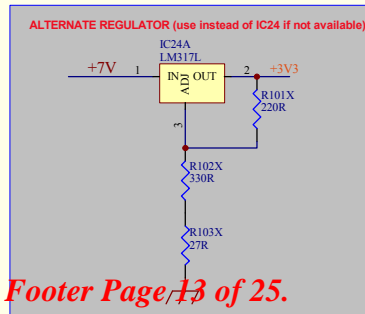 ALTERNATE REGULATOR (use instead of IC24 if not available)
IC24A
LM317L
+7V 1 IN OUT 2 +3V3
ADJ
R101X
220R
3
R102X
330R
R103X
27R
Footer Page 13 of 25.